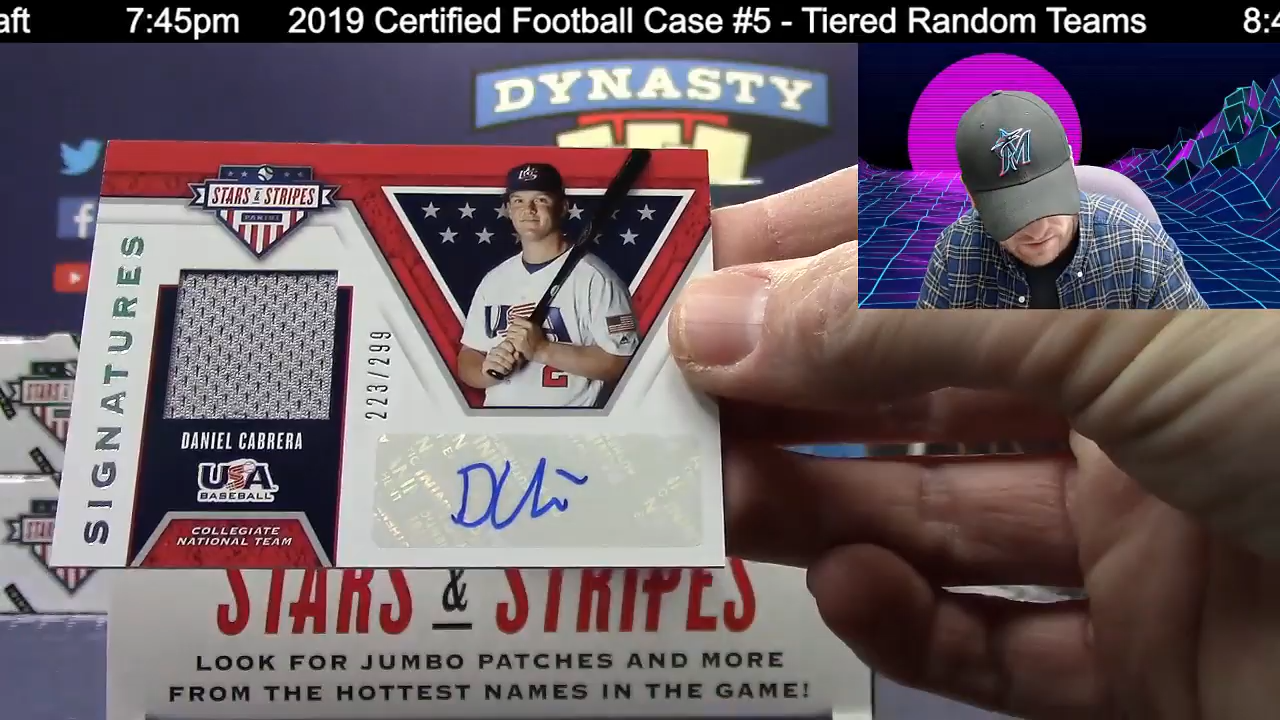 aft 7:45pm 2019 Certified Football Case #5 - Tiered Random Teams 8:4
DYNASTY
STARS & STRIPES
PANINI
SIGNATURES
USA
2
223/299
DANIEL CABRERA
USA
BASEBALL
COLLEGIATE
NATIONAL TEAM
M
STARS & STRIPES
LOOK FOR JUMBO PATCHES AND MORE
FROM THE HOTTEST NAMES IN THE GAME!